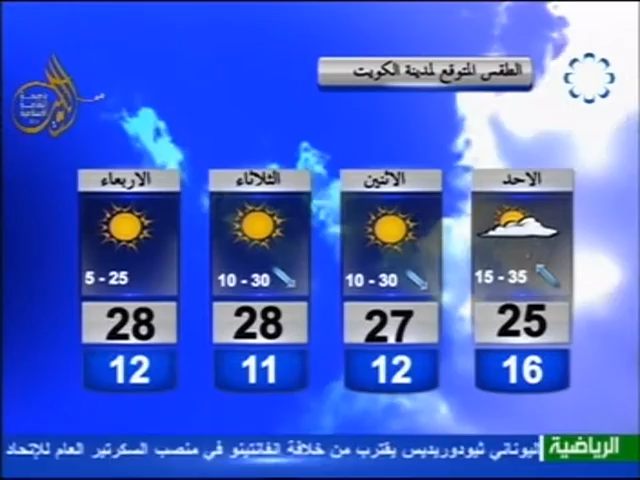 الطقس المتوقع لمدينة الكويت
الاحد
الاثنين
الثلاثاء
الاربعاء
15 - 35
10 - 30
10 - 30
5 - 25
25
27
28
28
16
12
11
12
الرياضية
اليوناني ثيودوريديس يقترب من خلافة الفانتينو في منصب السكرتير العام للإتحاد